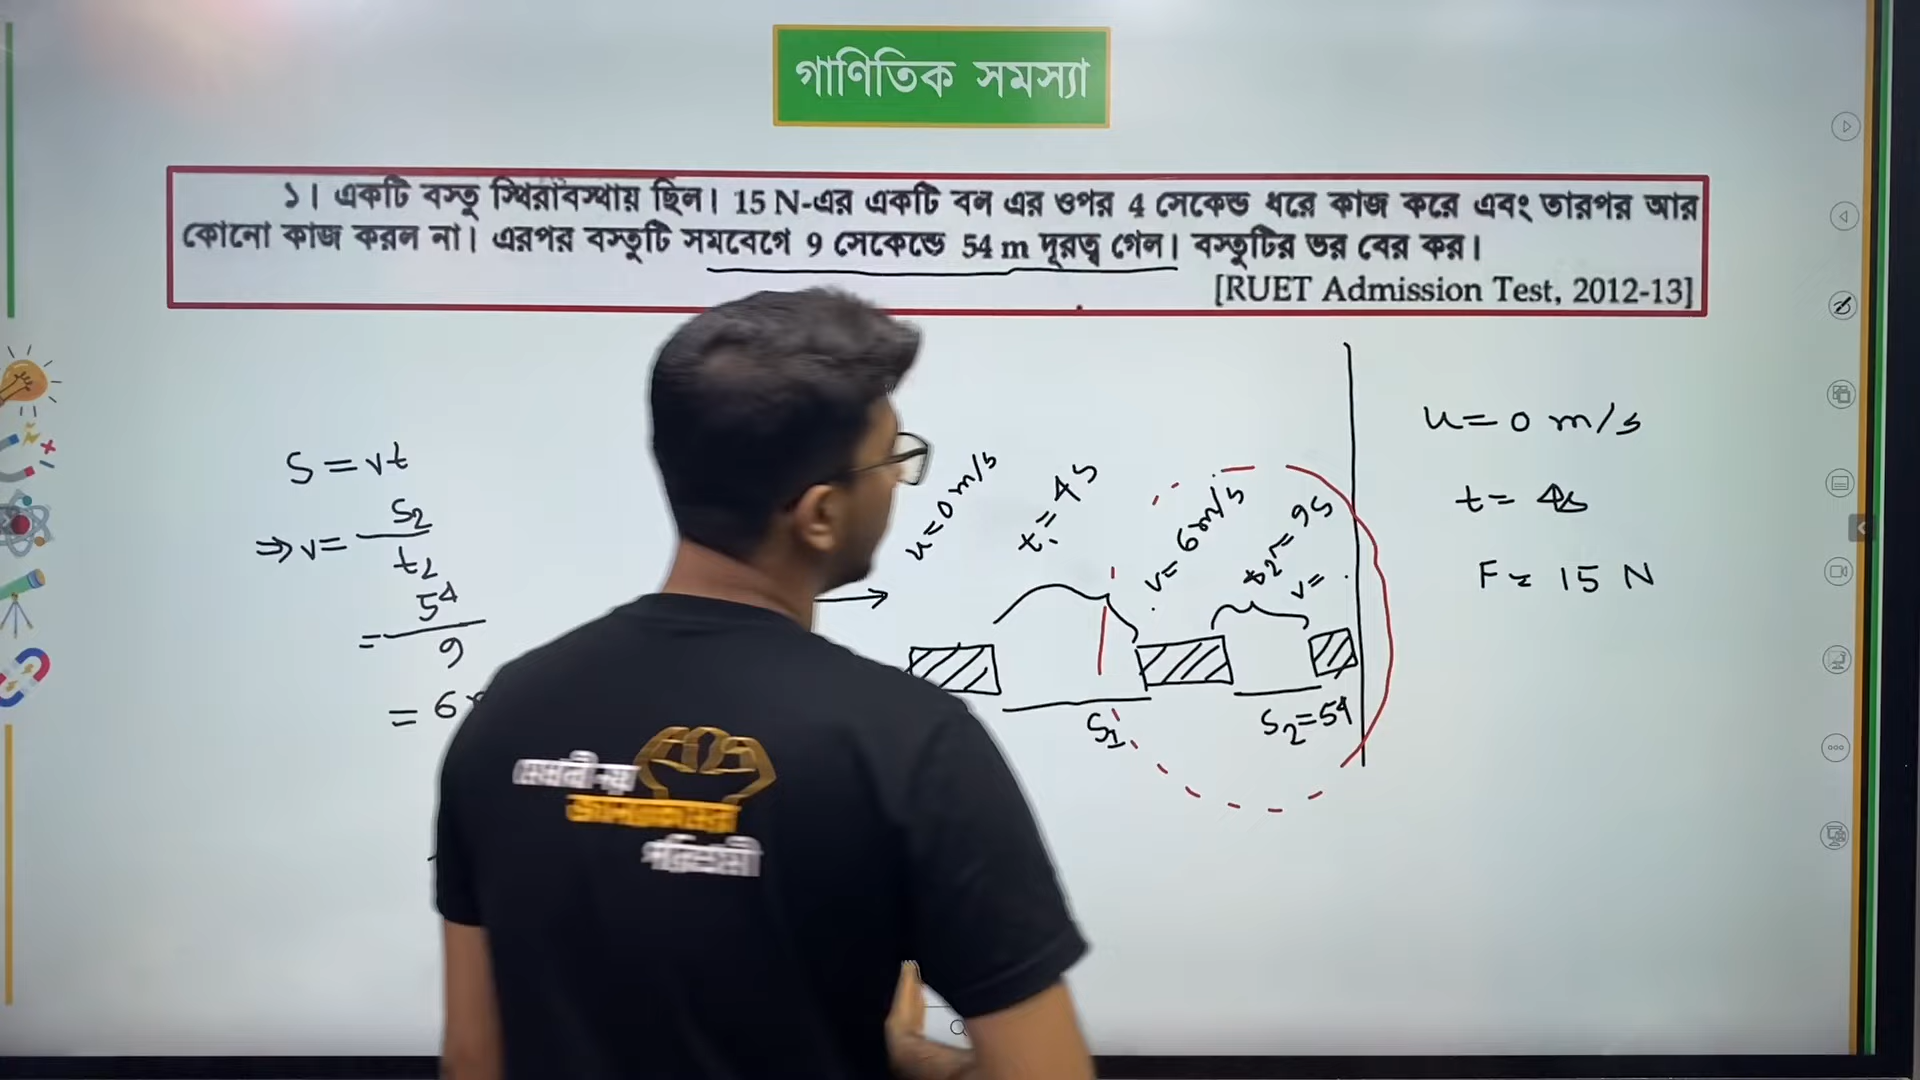 গাণিতিক সমস্যা
১। একটি বস্তু স্থিরাবস্থায় ছিল। 15 N-এর একটি বল এর ওপর 4 সেকেন্ড ধরে কাজ করে এবং তারপর আর
কোনো কাজ করল না। এরপর বস্তুটি সমবেগে 9 সেকেন্ডে 54 m দূরত্ব গেল। বস্তুটির ভর বের কর।
[RUET Admission Test, 2012-13]
S = vt
⇒ v = S₂/t₂
= 54/9
= 6
u = 0 m/s
t₁ = 4s
v = 6 m/s
t₂ = 9s
v =
S₁
S₂ = 54
u = 0 m/s
t = 4s
F = 15 N